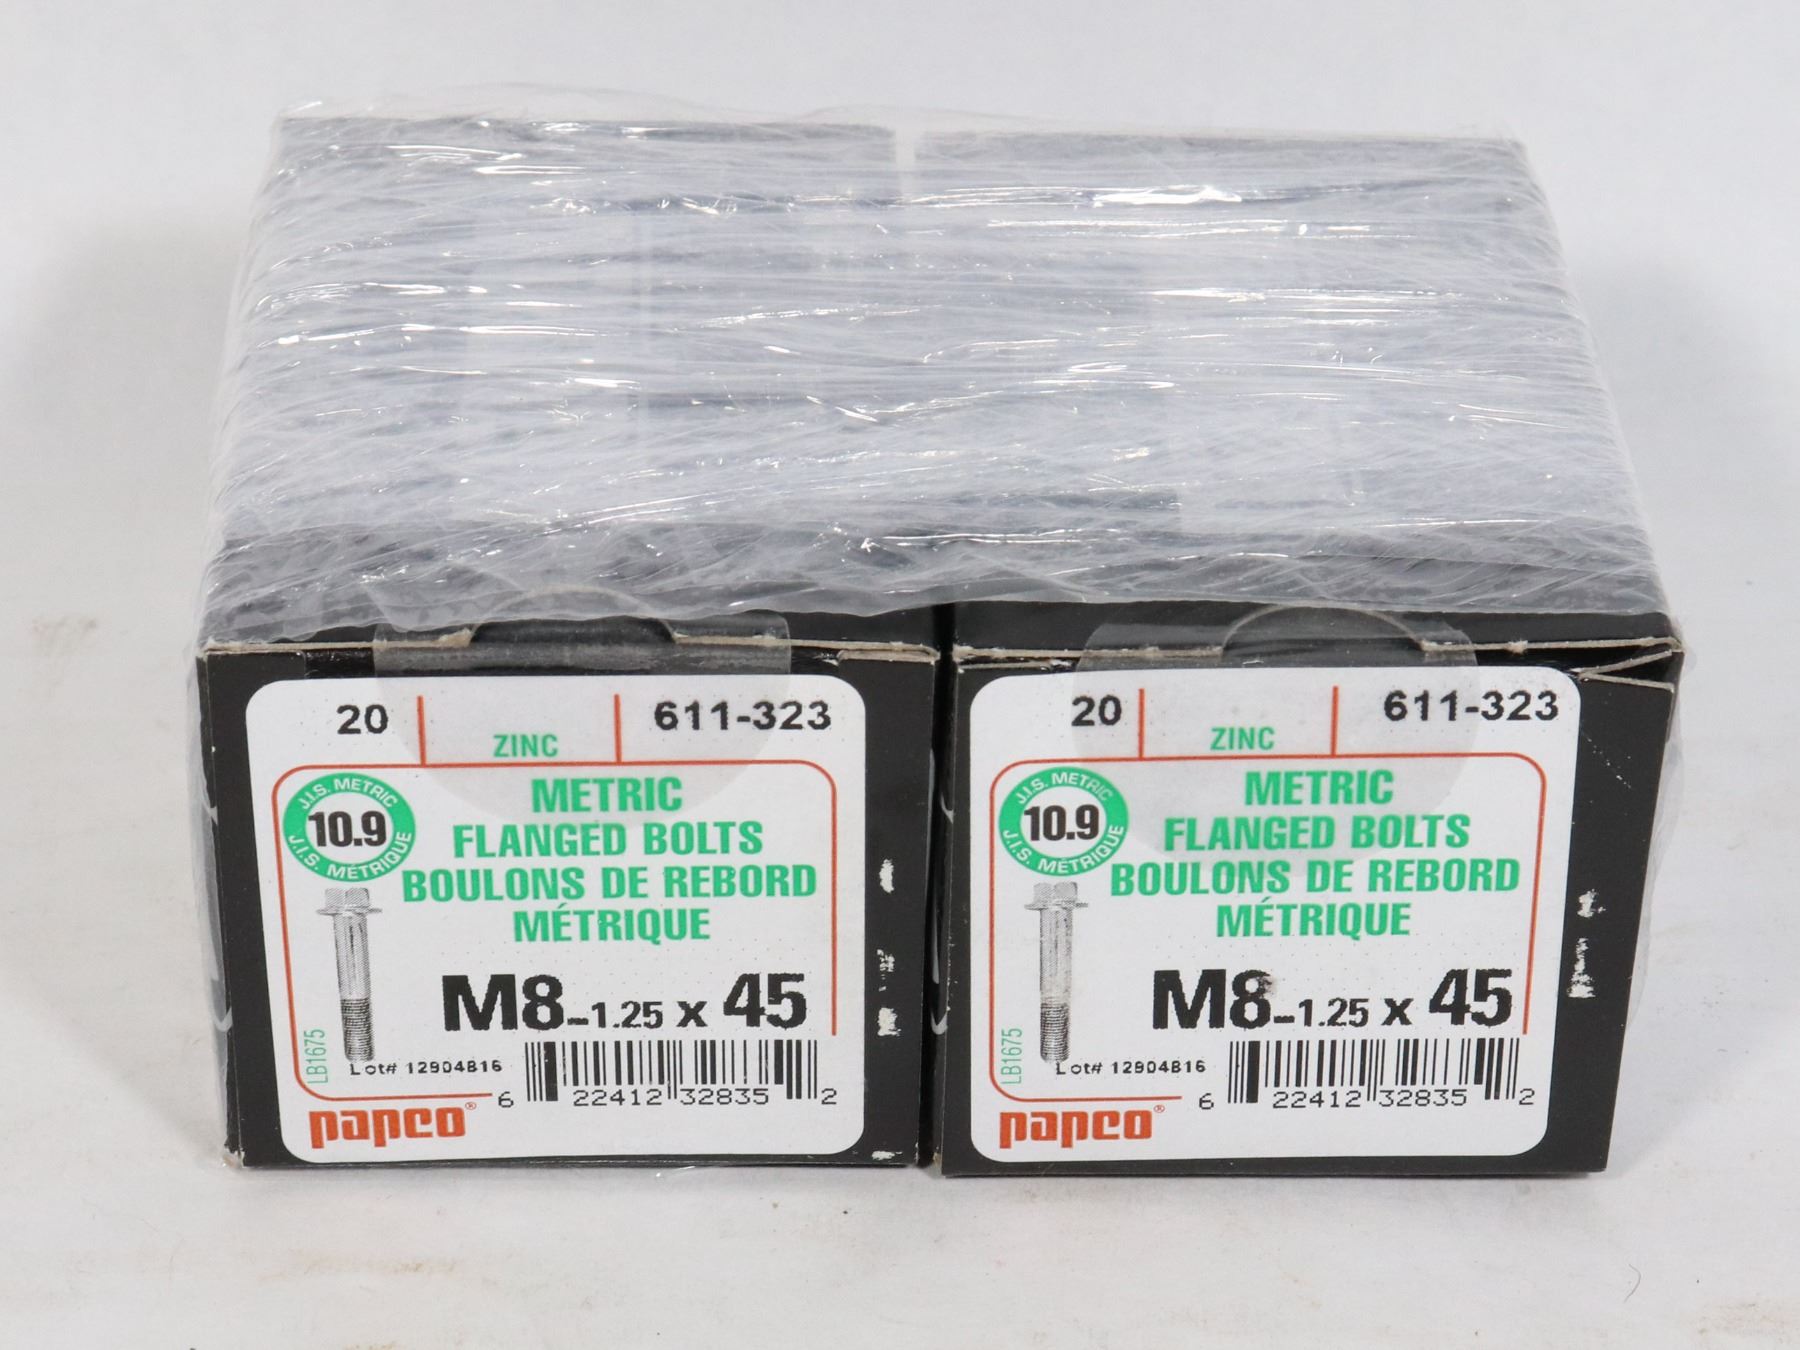 20 ZINC 611-323
J.I.S. METRIC
10.9
J.I.S. MÉTRIQUE
METRIC
FLANGED BOLTS
BOULONS DE REBORD
MÉTRIQUE
M8-1.25 x 45
LB1675
Lot# 12904B16
6 22412 32835 2
papco®
20 ZINC 611-323
J.I.S. METRIC
10.9
J.I.S. MÉTRIQUE
METRIC
FLANGED BOLTS
BOULONS DE REBORD
MÉTRIQUE
M8-1.25 x 45
LB1675
Lot# 12904B16
6 22412 32835 2
papco®